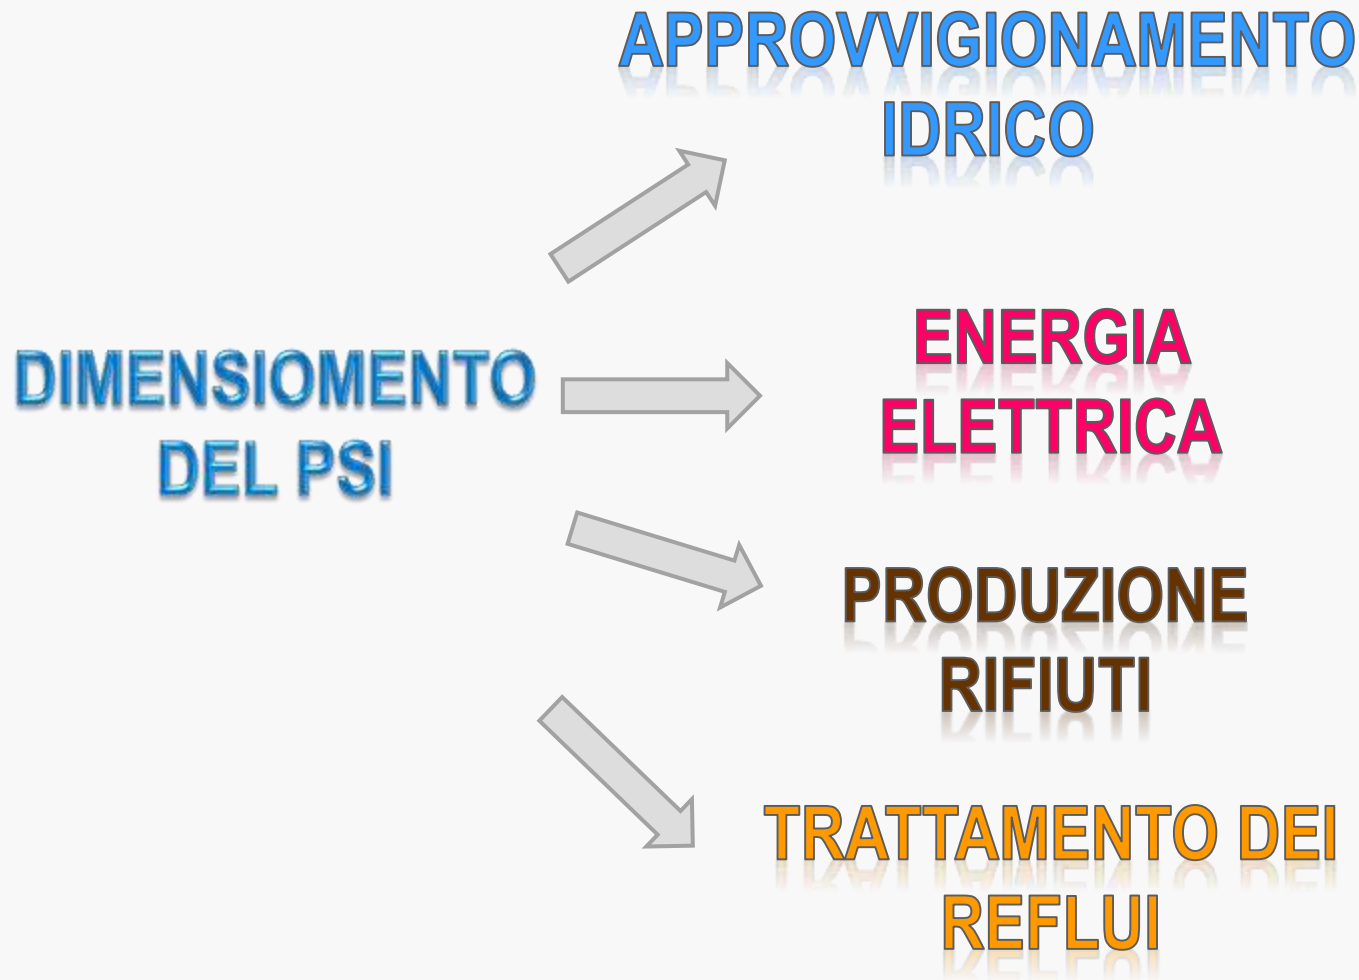 APPROVVIGIONAMENTO
IDRICO
ENERGIA
ELETTRICA
DIMENSIOMENTO
DEL PSI
PRODUZIONE
RIFIUTI
TRATTAMENTO DEI
REFLUI